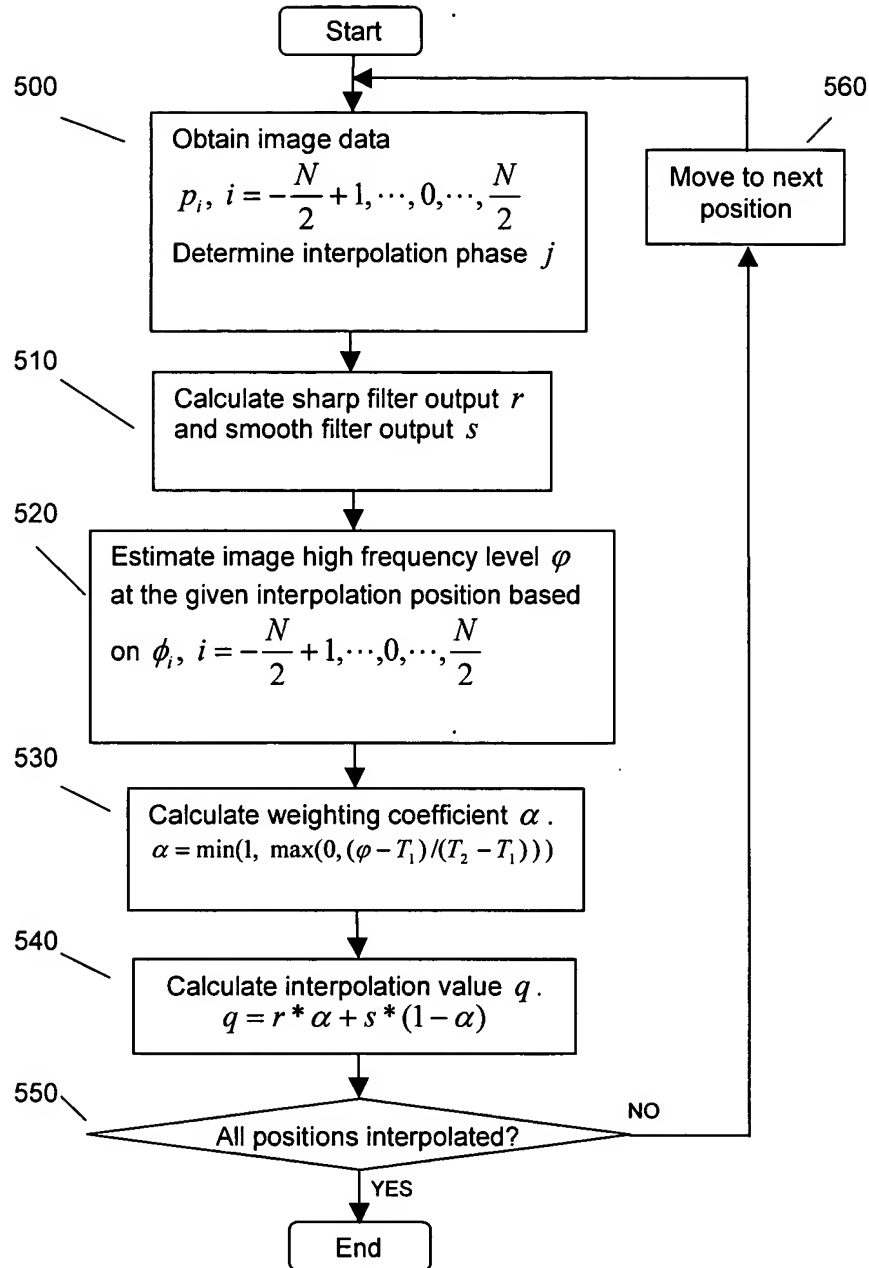 Start
500
560
Obtain image data
p_i, i = -N/2 + 1, ⋯, 0, ⋯, N/2
Determine interpolation phase j
Move to next
position
510
Calculate sharp filter output r
and smooth filter output s
520
Estimate image high frequency level φ
at the given interpolation position based
on ϕ_i, i = -N/2 + 1, ⋯, 0, ⋯, N/2
530
Calculate weighting coefficient α .
α = min(1, max(0, (φ − T_1) /(T_2 − T_1)))
540
Calculate interpolation value q .
q = r * α + s * (1 − α)
550
NO
All positions interpolated?
YES
End